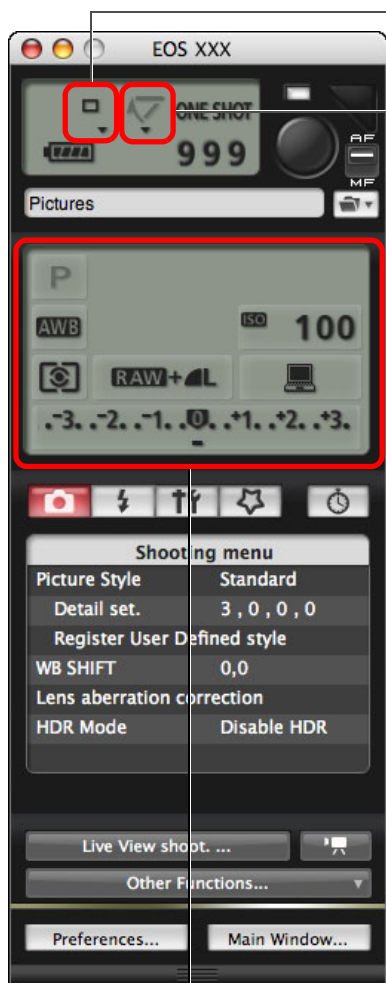 EOS XXX
ONE SHOT
AF
999
MF
Pictures
P
AWB
ISO 100
RAW+L
.-3. .-2. .-1. .0. .+1. .+2. .+3.
Shooting menu
Picture Style Standard
Detail set. 3 , 0 , 0 , 0
Register User Defined style
WB SHIFT 0,0
Lens aberration correction
HDR Mode Disable HDR
Live View shoot. ...
Other Functions...
Preferences... Main Window...